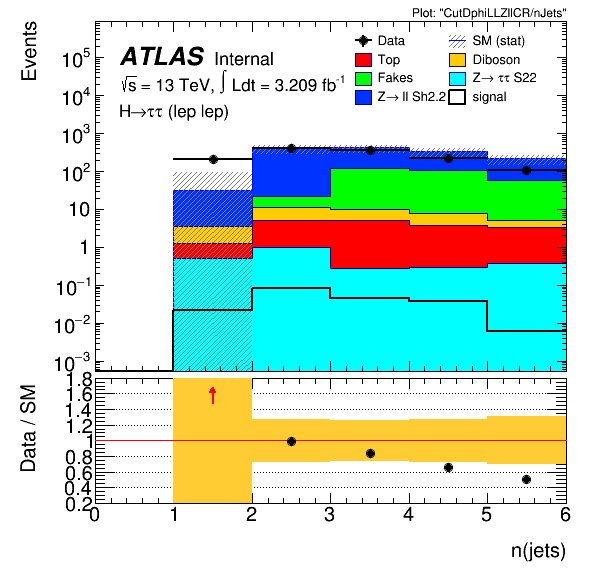 Plot: "CutDphiLLZllCR/nJets"
Events
ATLAS Internal
√s = 13 TeV, ∫ Ldt = 3.209 fb⁻¹
H→ττ (lep lep)
Data
SM (stat)
Top
Diboson
Fakes
Z→ ττ S22
Z→ ll Sh2.2
signal
10⁵
10⁴
10³
10²
10
1
10⁻¹
10⁻²
10⁻³
Data / SM
1.8
1.6
1.4
1.2
1
0.8
0.6
0.4
0.2
0 1 2 3 4 5 6
n(jets)